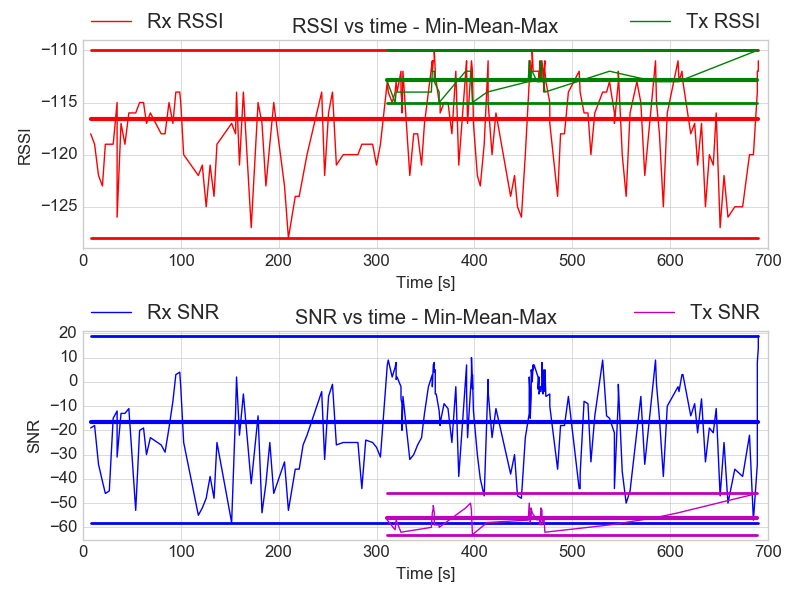 Rx RSSI
RSSI vs time - Min-Mean-Max
Tx RSSI
−110
−115
−120
−125
RSSI
0 100 200 300 400 500 600 700
Time [s]
Rx SNR
SNR vs time - Min-Mean-Max
Tx SNR
20
10
0
−10
−20
−30
−40
−50
−60
SNR
0 100 200 300 400 500 600 700
Time [s]